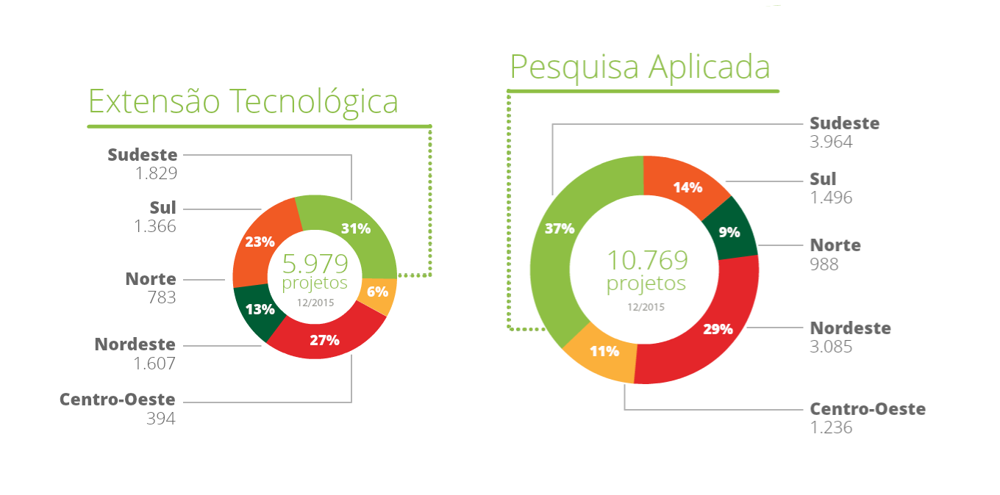 Extensão Tecnológica
Sudeste
1.829
Sul
1.366
Norte
783
Nordeste
1.607
Centro-Oeste
394
31%
23%
13%
27%
6%
5.979
projetos
12/2015
Pesquisa Aplicada
Sudeste
3.964
Sul
1.496
Norte
988
Nordeste
3.085
Centro-Oeste
1.236
14%
9%
37%
29%
11%
10.769
projetos
12/2015